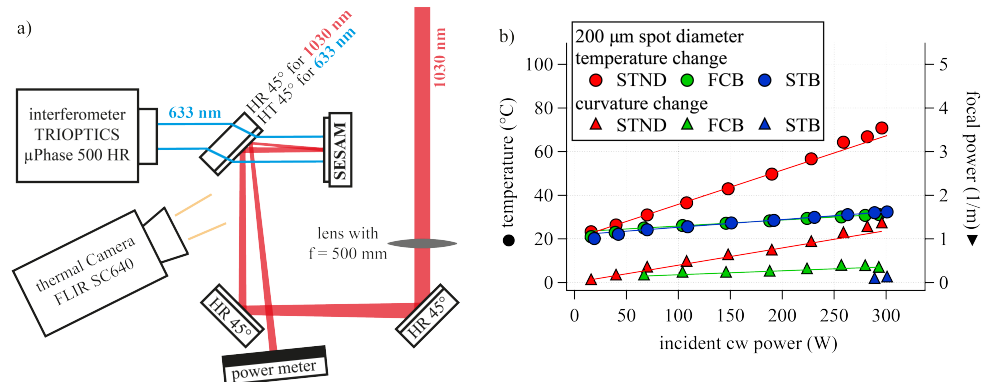 a)
HR 45° for 1030 nm
HT 45° for 633 nm
1030 nm
interferometer
TRIOPTICS
µPhase 500 HR
633 nm
SESAM
thermal Camera
FLIR SC640
lens with
f = 500 mm
HR 45°
HR 45°
power meter
b)
200 µm spot diameter
temperature change
STND FCB STB
curvature change
STND FCB STB
● temperature (°C)
100
80
60
40
20
0
5
4
3
2
1
0
focal power (1/m) ▲
0 50 100 150 200 250 300
incident cw power (W)